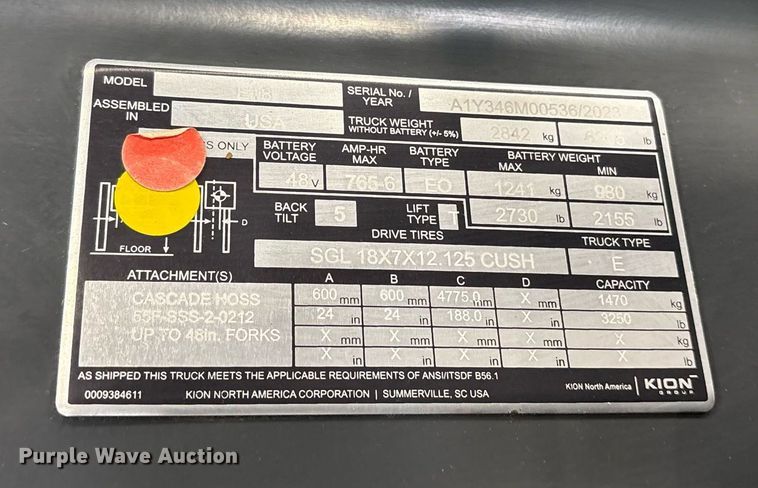 MODEL
SERIAL No. / YEAR A1Y346M00536/2023
ASSEMBLED IN USA
TRUCK WEIGHT WITHOUT BATTERY (+/- 5%) 2842 kg lb
ONLY
BATTERY VOLTAGE AMP-HR MAX BATTERY TYPE BATTERY WEIGHT MAX MIN
48 V 765-6 EO 1241 kg 980 kg
BACK TILT 5 LIFT TYPE T 2730 lb 2155 lb
D
DRIVE TIRES TRUCK TYPE
FLOOR SGL 18X7X12.125 CUSH E
ATTACHMENT(S) A B C D CAPACITY
CASCADE HOSS 600 mm 600 mm 4775.0 mm X mm 1470 kg
55F-SSS-2-0212 24 in 24 in 188.0 in X in 3250 lb
UP TO 48in. FORKS X mm X mm X mm X mm X kg
X in X in X in X in X lb
AS SHIPPED THIS TRUCK MEETS THE APPLICABLE REQUIREMENTS OF ANSI/ITSDF B56.1
0009384611 KION NORTH AMERICA CORPORATION | SUMMERVILLE, SC USA KION North America | KION GROUP
Purple Wave Auction